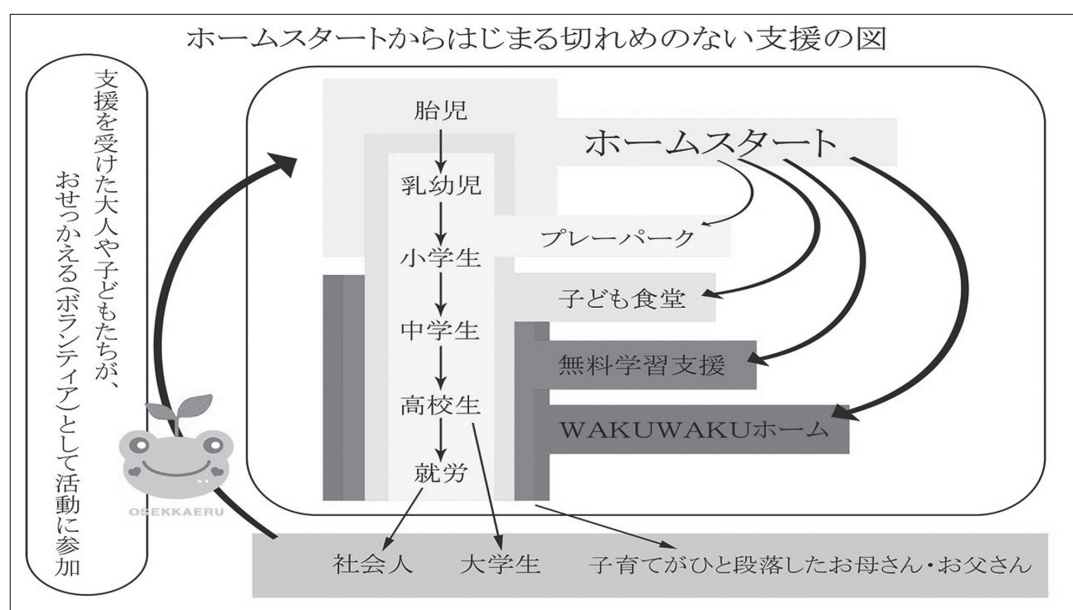 ホームスタートからはじまる切れめのない支援の図
支援を受けた大人や子どもたちが、
おせっかえる(ボランティア)として活動に参加
胎児
ホームスタート
乳幼児
プレーパーク
小学生
子ども食堂
中学生
無料学習支援
高校生
WAKUWAKUホーム
就労
OSEKKAERU
社会人
大学生
子育てがひと段落したお母さん・お父さん